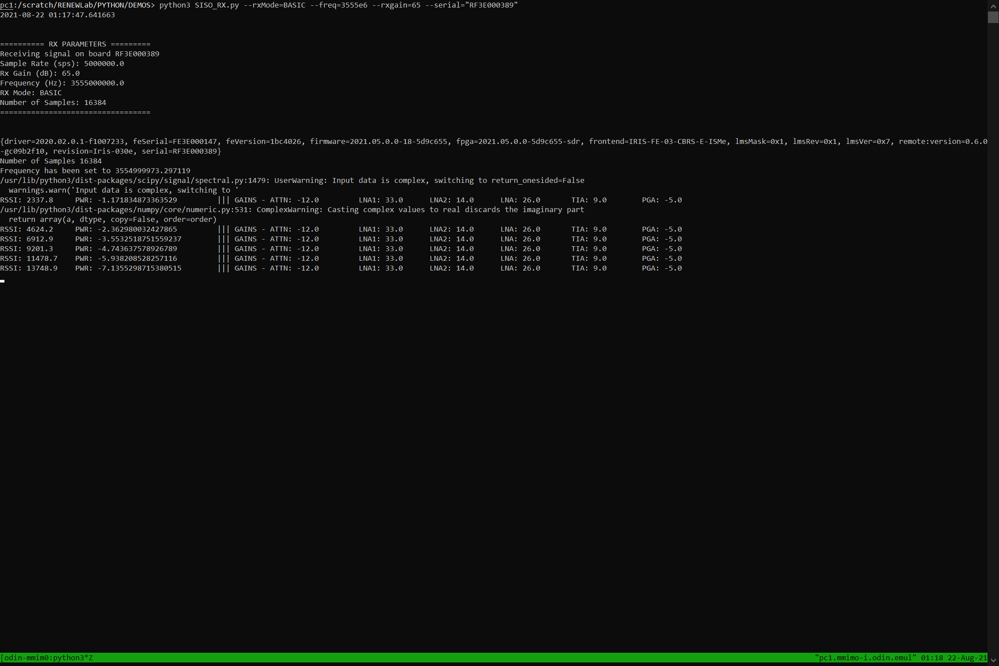 pc1:/scratch/RENEWLab/PYTHON/DEMOS> python3 SISO_RX.py --rxMode=BASIC --freq=3555e6 --rxgain=65 --serial="RF3E000389"
2021-08-22 01:17:47.641663
========== RX PARAMETERS =========
Receiving signal on board RF3E000389
Sample Rate (sps): 5000000.0
Rx Gain (dB): 65.0
Frequency (Hz): 3555000000.0
RX Mode: BASIC
Number of Samples: 16384
==================================
{driver=2020.02.0.1-f1007233, feSerial=FE3E000147, feVersion=1bc4026, firmware=2021.05.0.0-18-5d9c655, fpga=2021.05.0.0-5d9c655-sdr, frontend=IRIS-FE-03-CBRS-E-ISMe, lmsMask=0x1, lmsRev=0x1, lmsVer=0x7, remote:version=0.6.0
-gc09b2f10, revision=Iris-030e, serial=RF3E000389}
Number of Samples 16384
Frequency has been set to 3554999973.297119
/usr/lib/python3/dist-packages/scipy/signal/spectral.py:1479: UserWarning: Input data is complex, switching to return_onesided=False
  warnings.warn('Input data is complex, switching to '
RSSI: 2337.8     PWR: -1.171834873363529         ||| GAINS - ATTN: -12.0         LNA1: 33.0      LNA2: 14.0      LNA: 26.0       TIA: 9.0        PGA: -5.0
/usr/lib/python3/dist-packages/numpy/core/numeric.py:531: ComplexWarning: Casting complex values to real discards the imaginary part
  return array(a, dtype, copy=False, order=order)
RSSI: 4624.2     PWR: -2.362980032427865         ||| GAINS - ATTN: -12.0         LNA1: 33.0      LNA2: 14.0      LNA: 26.0       TIA: 9.0        PGA: -5.0
RSSI: 6912.9     PWR: -3.5532518751559237        ||| GAINS - ATTN: -12.0         LNA1: 33.0      LNA2: 14.0      LNA: 26.0       TIA: 9.0        PGA: -5.0
RSSI: 9201.3     PWR: -4.743637578926789         ||| GAINS - ATTN: -12.0         LNA1: 33.0      LNA2: 14.0      LNA: 26.0       TIA: 9.0        PGA: -5.0
RSSI: 11478.7    PWR: -5.938208528257116         ||| GAINS - ATTN: -12.0         LNA1: 33.0      LNA2: 14.0      LNA: 26.0       TIA: 9.0        PGA: -5.0
RSSI: 13748.9    PWR: -7.1355298715380515        ||| GAINS - ATTN: -12.0         LNA1: 33.0      LNA2: 14.0      LNA: 26.0       TIA: 9.0        PGA: -5.0
[odin-mmim0:python3*Z "pc1.mmimo-i.odin.emul" 01:18 22-Aug-21